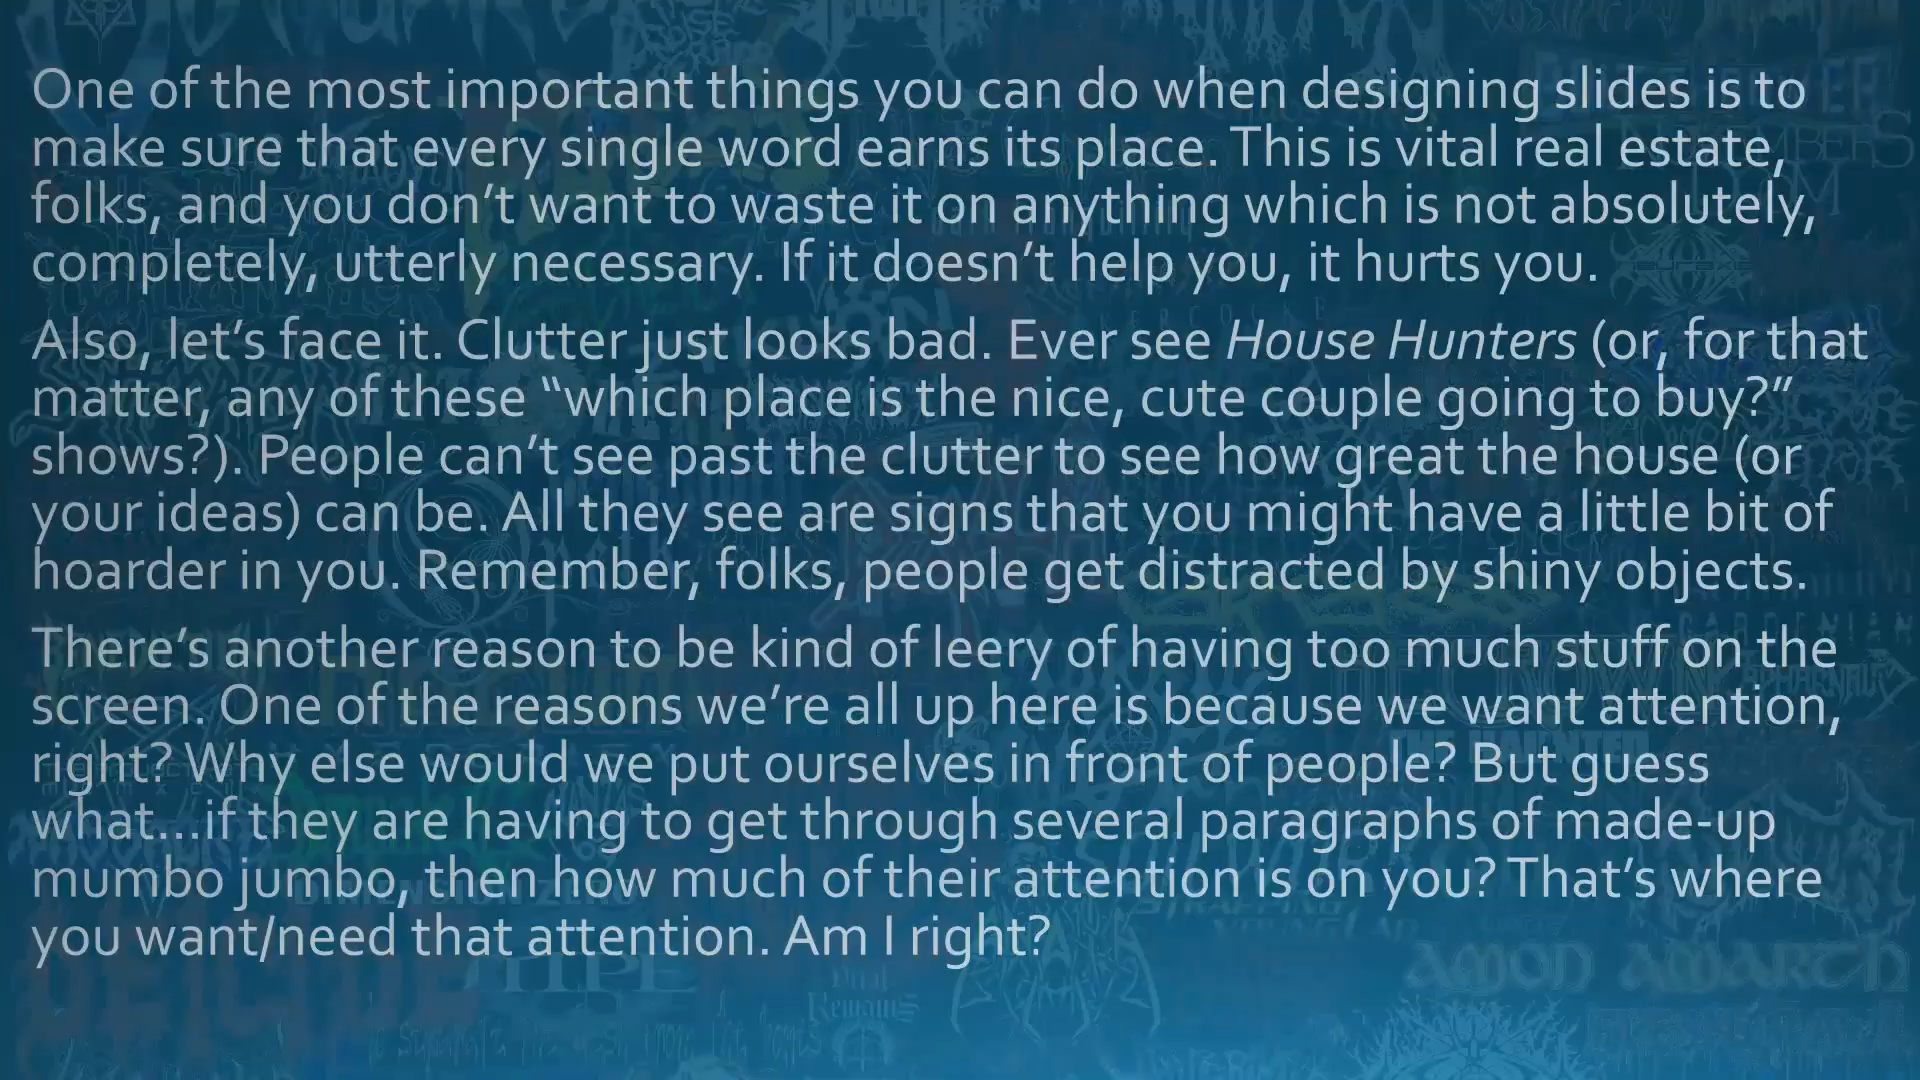 One of the most important things you can do when designing slides is to
make sure that every single word earns its place. This is vital real estate,
folks, and you don’t want to waste it on anything which is not absolutely,
completely, utterly necessary. If it doesn’t help you, it hurts you.
Also, let’s face it. Clutter just looks bad. Ever see House Hunters (or, for that
matter, any of these “which place is the nice, cute couple going to buy?”
shows?). People can’t see past the clutter to see how great the house (or
your ideas) can be. All they see are signs that you might have a little bit of
hoarder in you. Remember, folks, people get distracted by shiny objects.
There’s another reason to be kind of leery of having too much stuff on the
screen. One of the reasons we’re all up here is because we want attention,
right? Why else would we put ourselves in front of people? But guess
what...if they are having to get through several paragraphs of made-up
mumbo jumbo, then how much of their attention is on you? That’s where
you want/need that attention. Am I right?
AMON AMARTH
DEICIDE
Remains